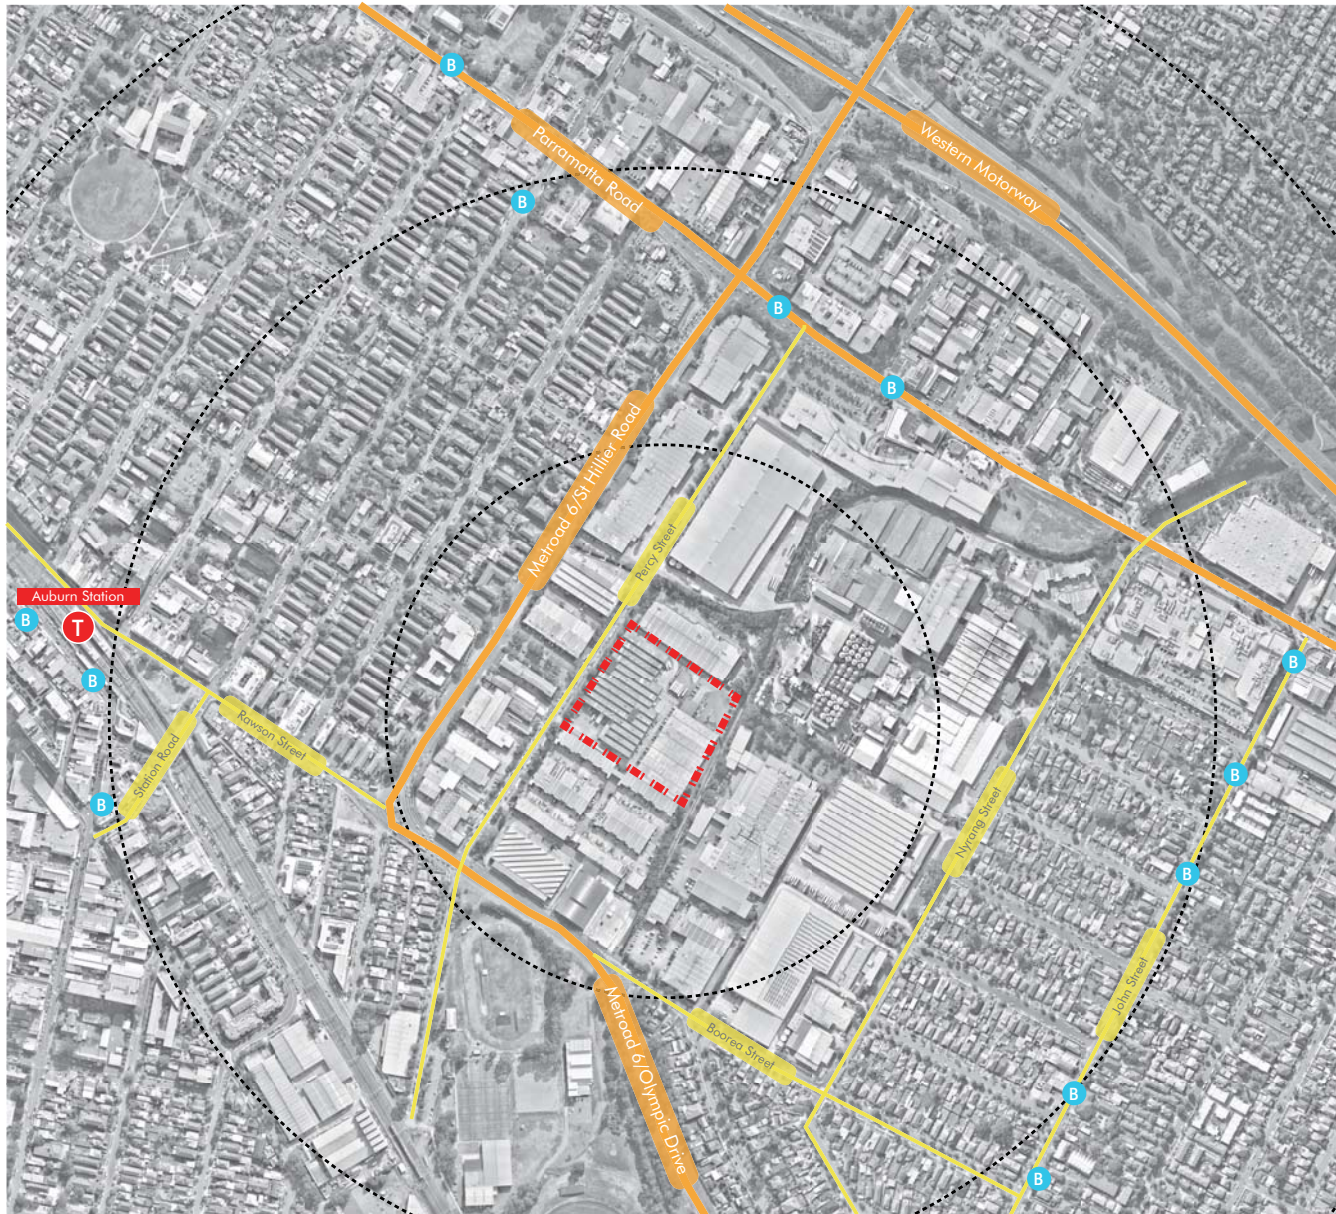 B
Parramatta Road
Western Motorway
B
B
B
Metroad 6/St Hillier Road
Percy Street
Auburn Station
B
T
B
B
Rawson Street
Station Road
B
B
Nyrang Street
B
John Street
Boorea Street
Metroad 6/Olympic Drive
B
B